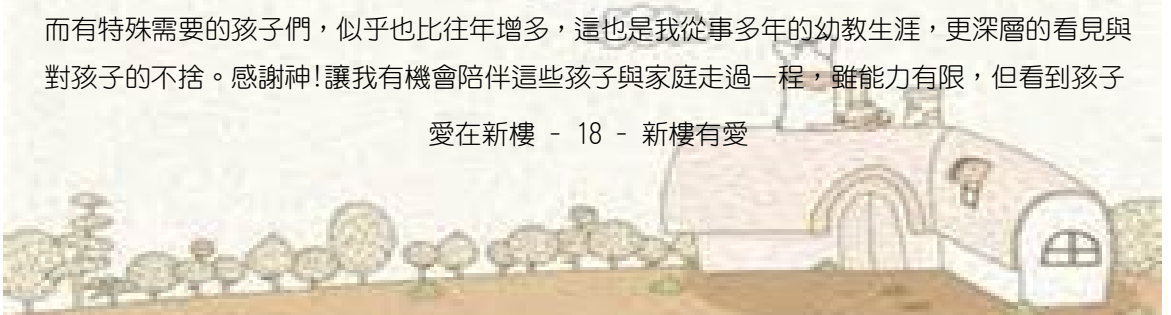 而有特殊需要的孩子們，似乎也比往年增多，這也是我從事多年的幼教生涯，更深層的看見與
對孩子的不捨。感謝神!讓我有機會陪伴這些孩子與家庭走過一程，雖能力有限，但看到孩子
愛在新樓 - 18 - 新樓有愛